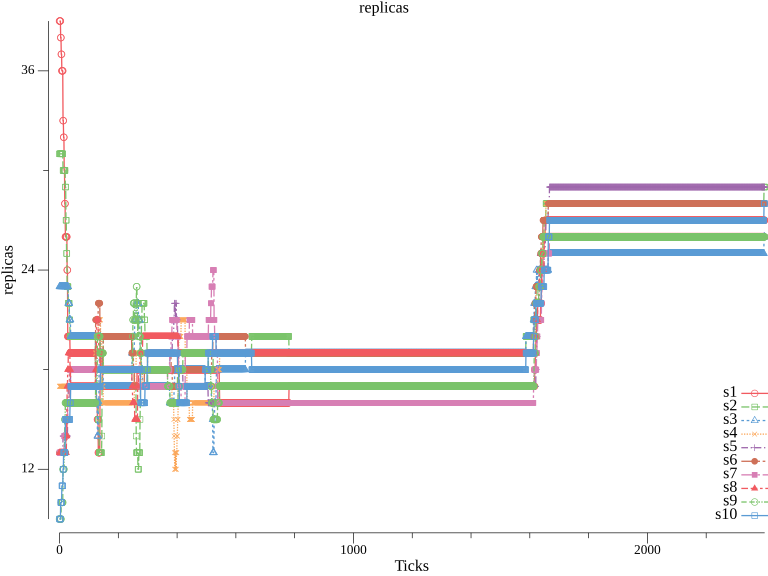 replicas
replicas
36
24
12
0
1000
2000
Ticks
s1
s2
s3
s4
s5
s6
s7
s8
s9
s10